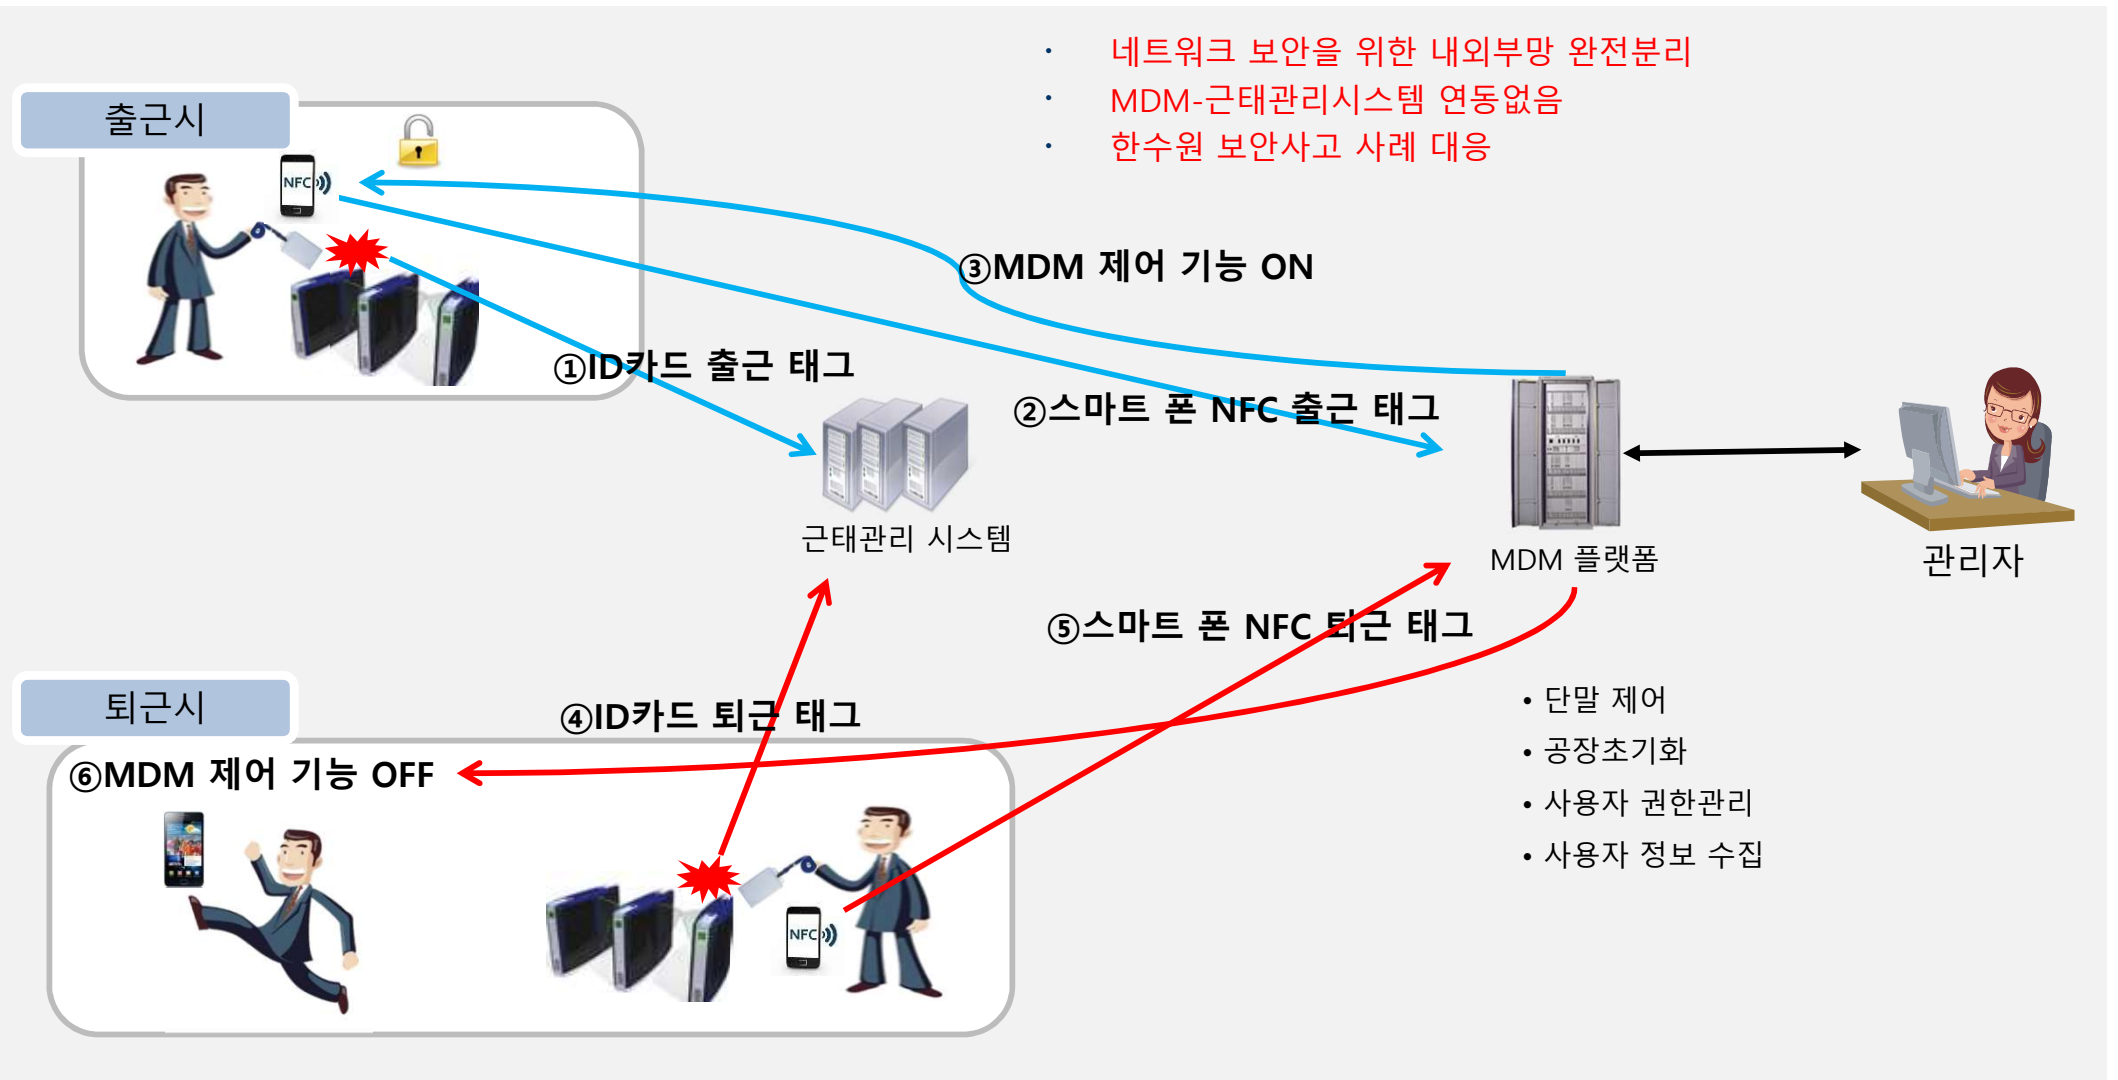 · 네트워크 보안을 위한 내외부망 완전분리
· MDM-근태관리시스템 연동없음
· 한수원 보안사고 사례 대응
출근시
NFC
③MDM 제어 기능 ON
①ID카드 출근 태그
②스마트 폰 NFC 출근 태그
근태관리 시스템
MDM 플랫폼
관리자
⑤스마트 폰 NFC 퇴근 태그
퇴근시
④ID카드 퇴근 태그
⑥MDM 제어 기능 OFF
NFC
• 단말 제어
• 공장초기화
• 사용자 권한관리
• 사용자 정보 수집